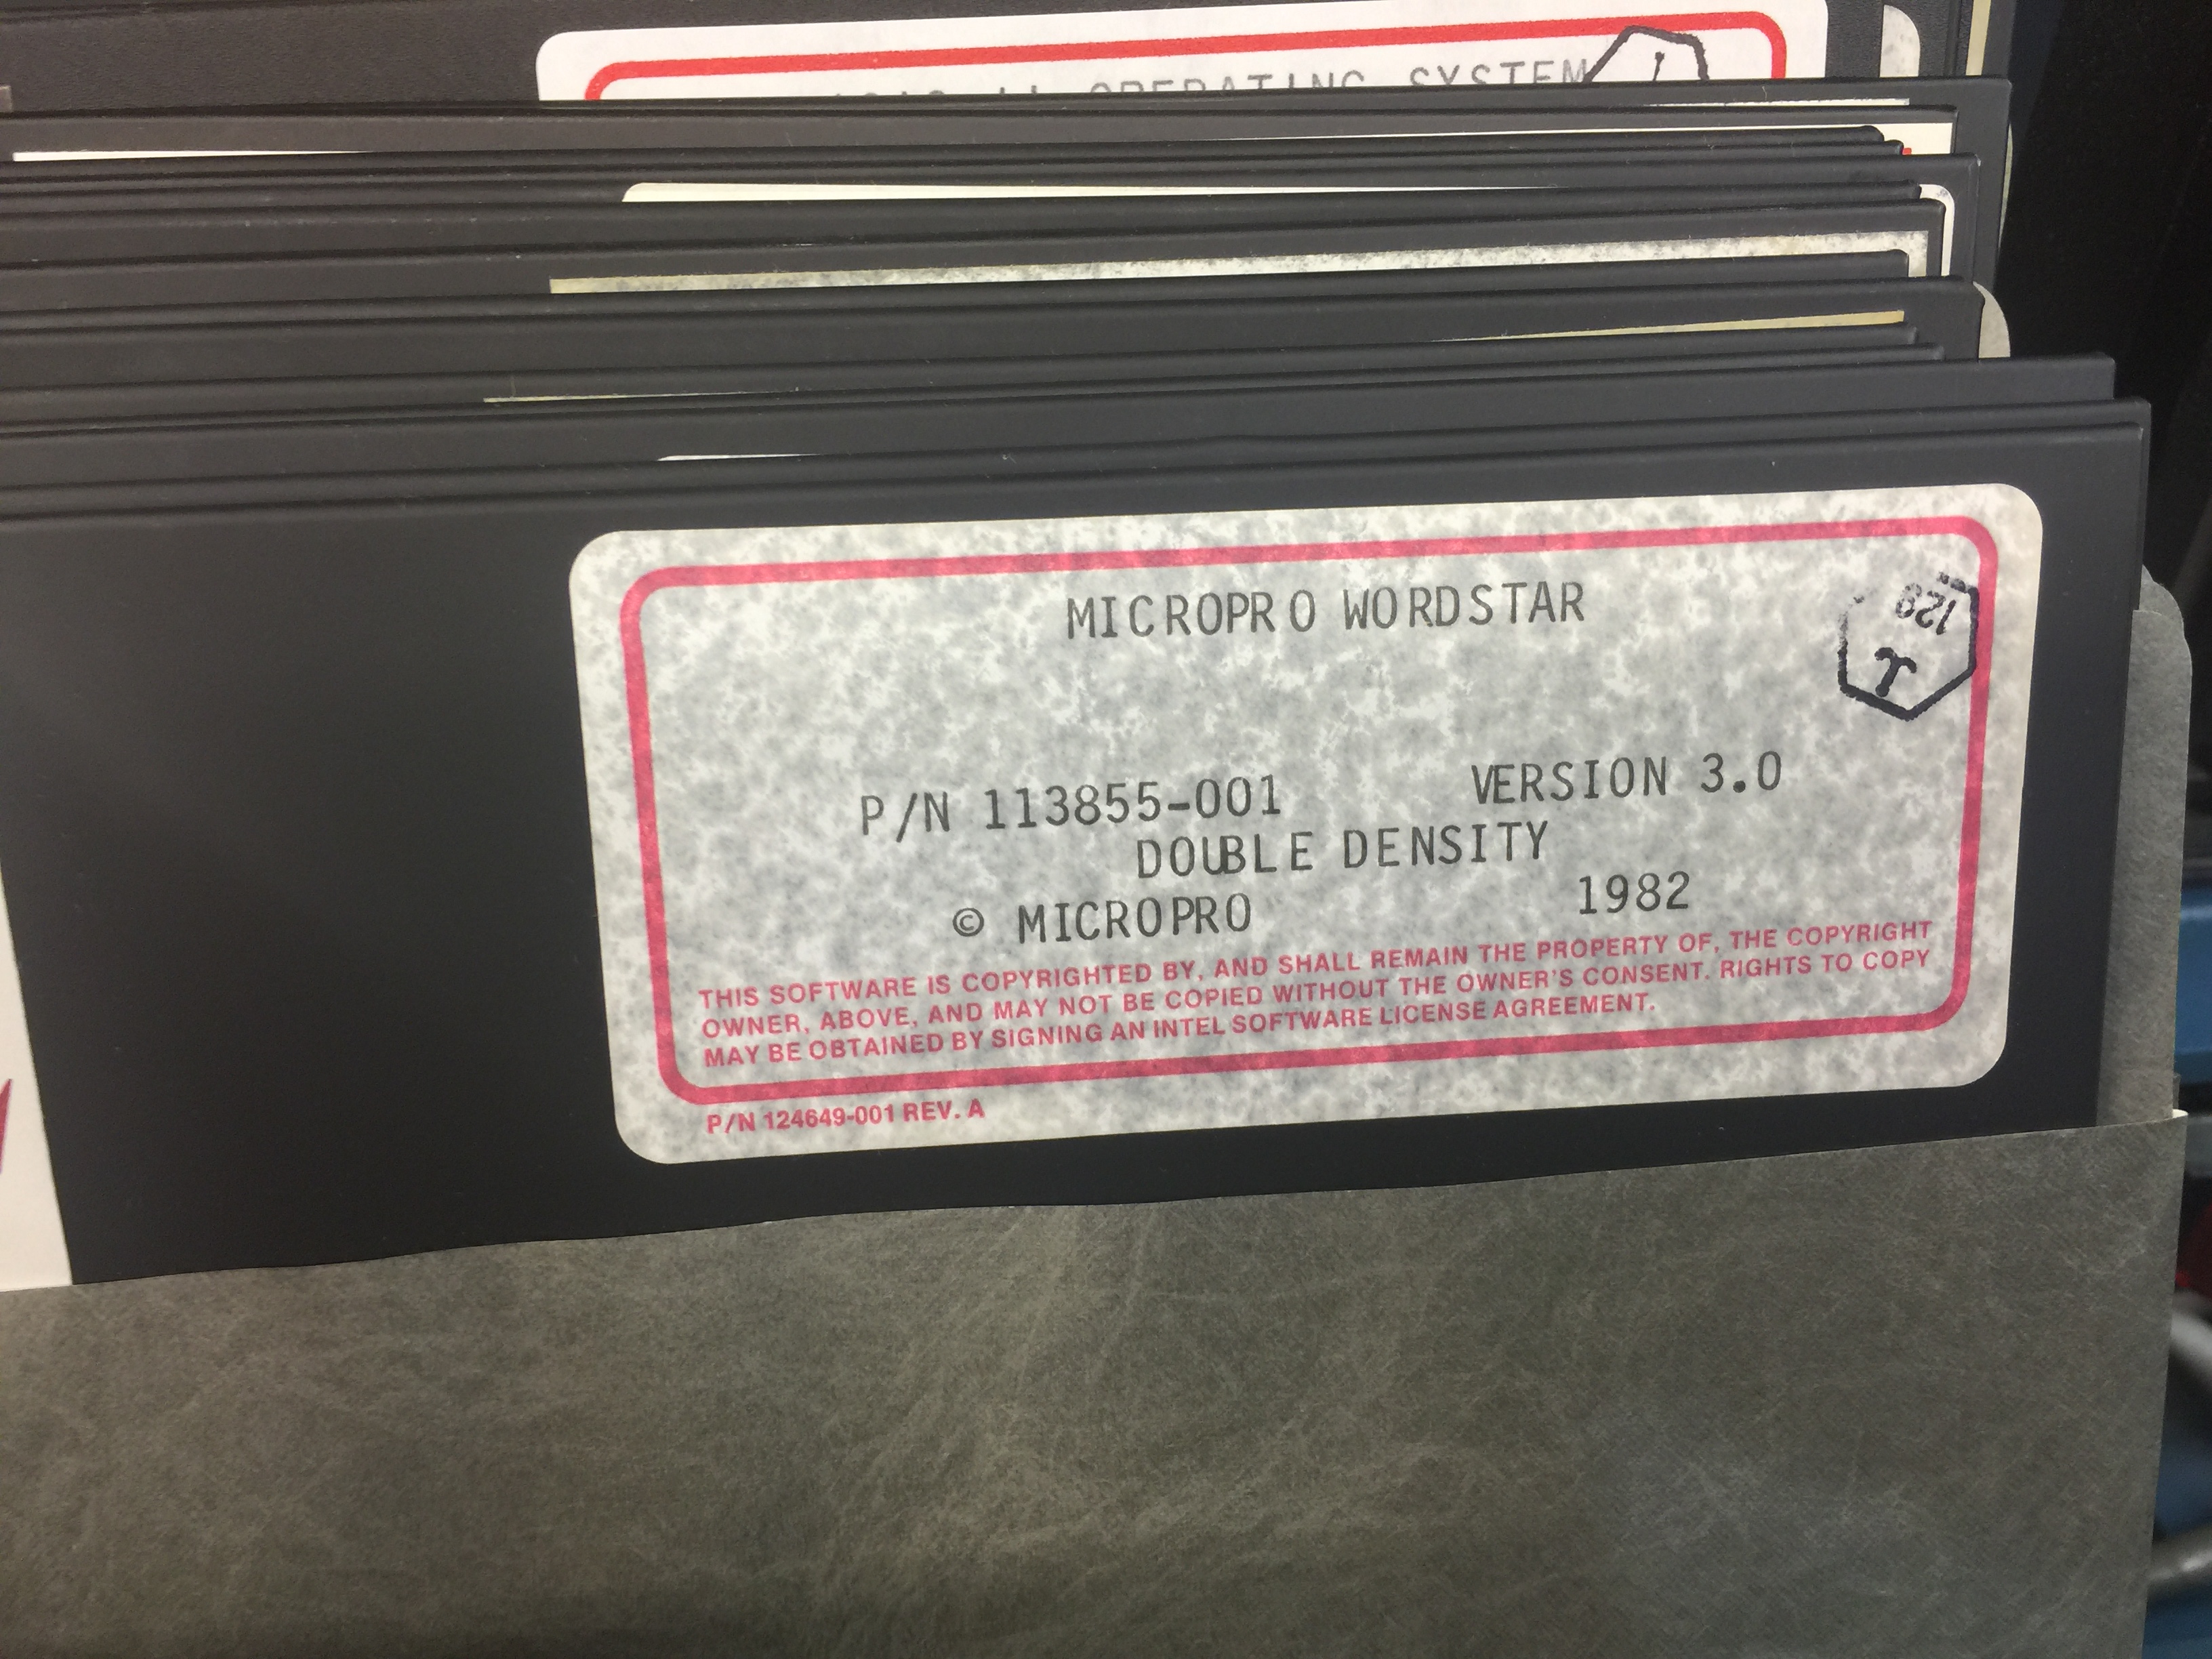 OPERATING SYSTEM
MICROPRO WORDSTAR
129
P/N 113855-001 VERSION 3.0
DOUBLE DENSITY
© MICROPRO 1982
THIS SOFTWARE IS COPYRIGHTED BY, AND SHALL REMAIN THE PROPERTY OF, THE COPYRIGHT
OWNER, ABOVE, AND MAY NOT BE COPIED WITHOUT THE OWNER'S CONSENT. RIGHTS TO COPY
MAY BE OBTAINED BY SIGNING AN INTEL SOFTWARE LICENSE AGREEMENT.
P/N 124649-001 REV. A